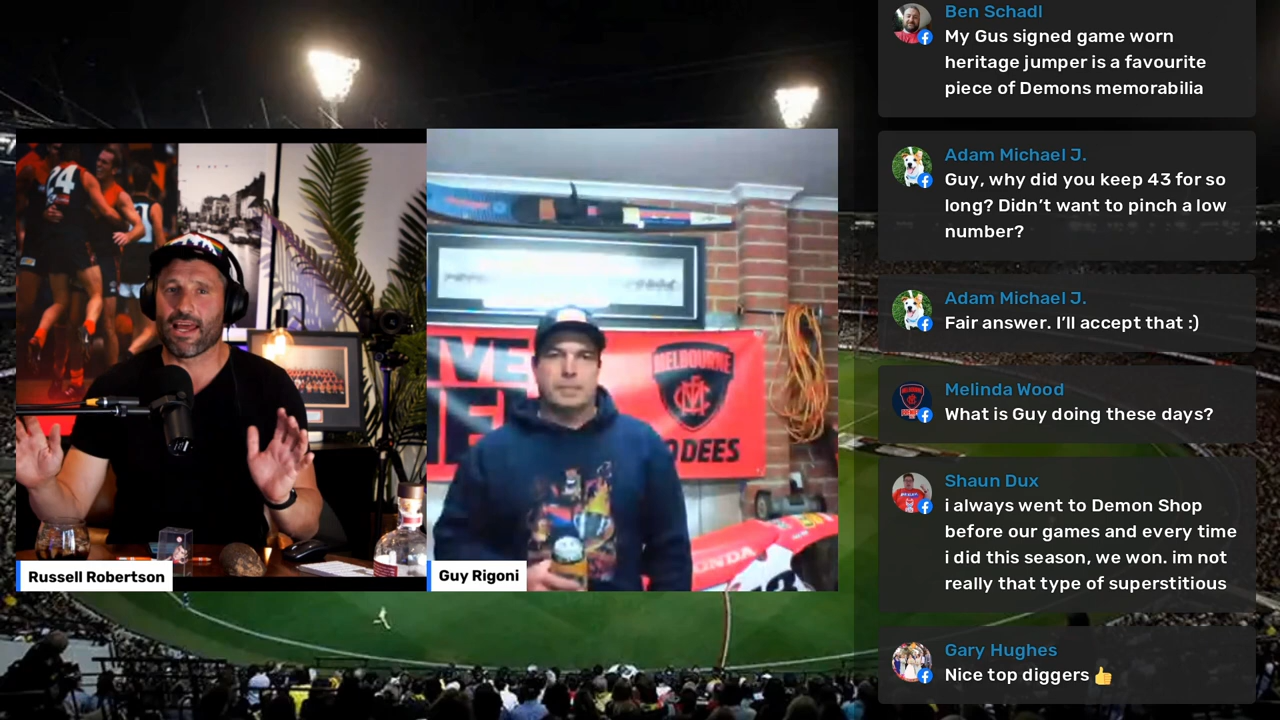 24
Russell Robertson
VE
MELBOURNE
MFC
O DEES
HONDA
Guy Rigoni
Ben Schadl
My Gus signed game worn
heritage jumper is a favourite
piece of Demons memorabilia
Adam Michael J.
Guy, why did you keep 43 for so
long? Didn’t want to pinch a low
number?
Adam Michael J.
Fair answer. I’ll accept that :)
Melinda Wood
What is Guy doing these days?
Shaun Dux
i always went to Demon Shop
before our games and every time
i did this season, we won. im not
really that type of superstitious
Gary Hughes
Nice top diggers 👍